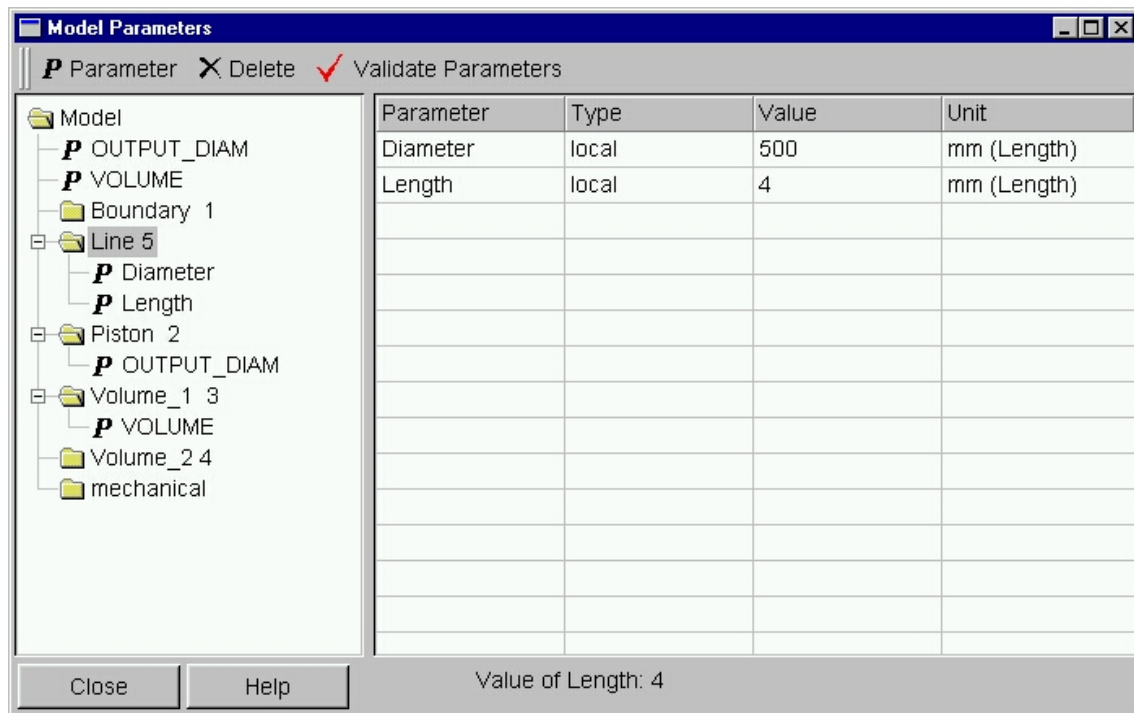 Model Parameters
P Parameter Delete Validate Parameters
Model
P OUTPUT_DIAM
P VOLUME
Boundary 1
Line 5
P Diameter
P Length
Piston 2
P OUTPUT_DIAM
Volume_1 3
P VOLUME
Volume_2 4
mechanical
Parameter Type Value Unit
Diameter local 500 mm (Length)
Length local 4 mm (Length)
Close Help Value of Length: 4